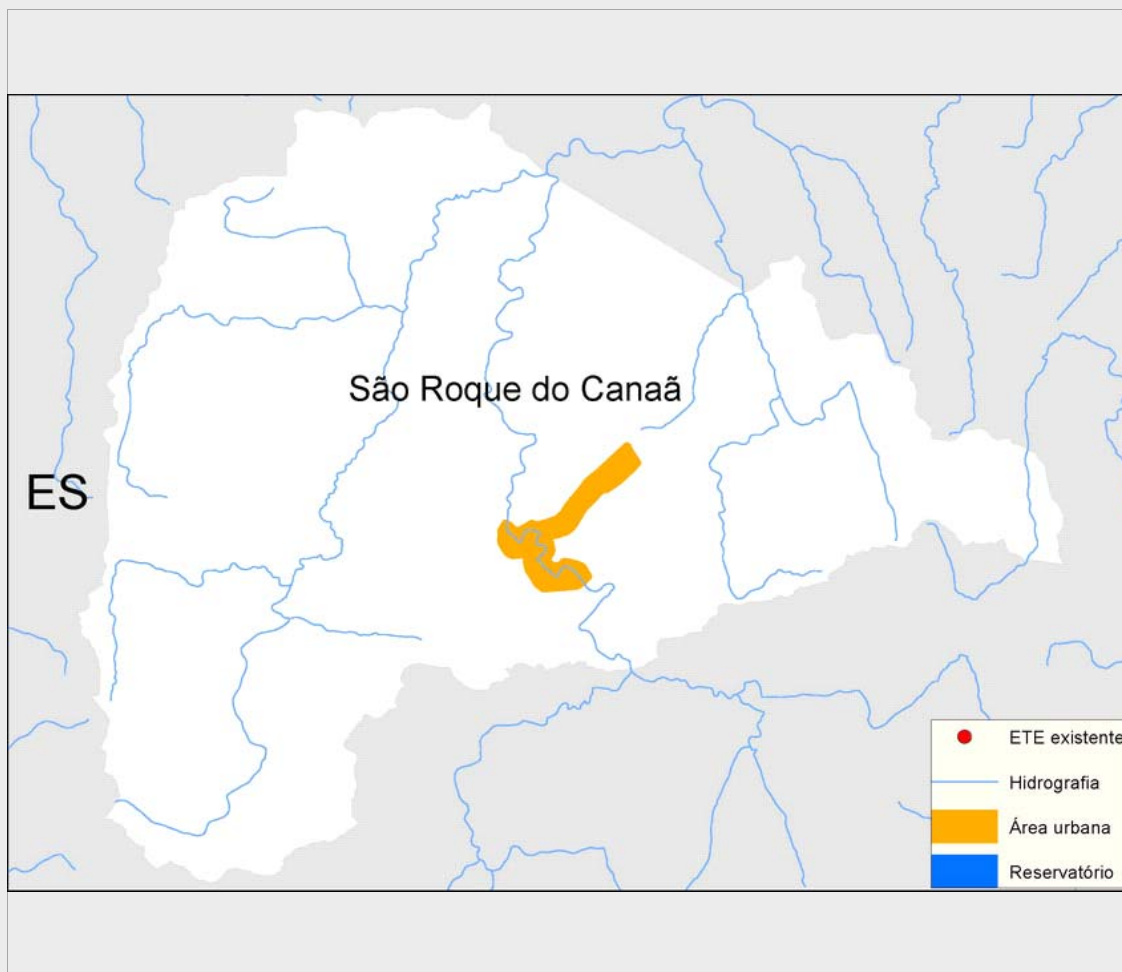 São Roque do Canaã
ES
ETE existente
Hidrografia
Área urbana
Reservatório